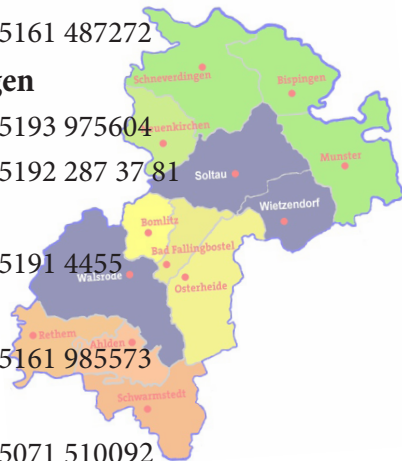 5161 487272
Schneverdingen
Bispingen
gen
5193 975604
euenkirchen
Munster
5192 287 37 81
Soltau
Wietzendorf
Bomlitz
Bad Fallingbostel
5191 4455
Walsrode
Osterheide
Rethem
Ahlden
5161 985573
Schwarmstedt
5071 510092